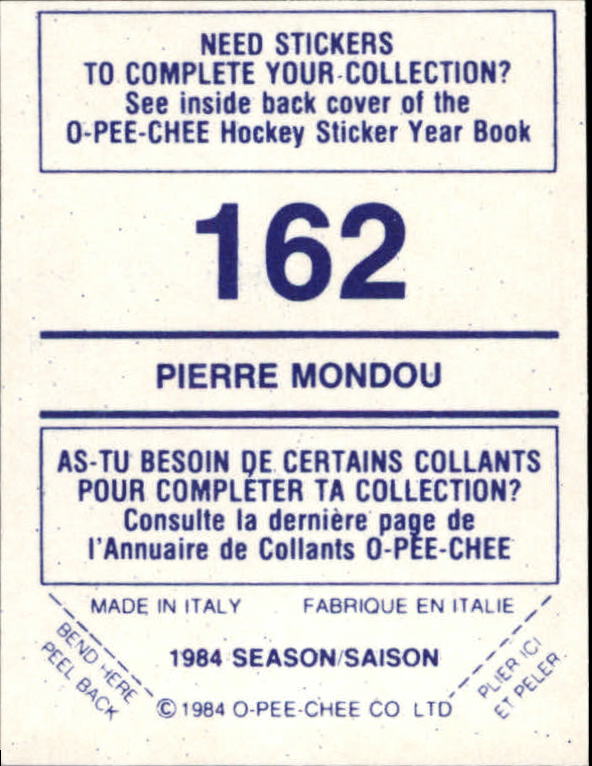 NEED STICKERS
TO COMPLETE YOUR COLLECTION?
See inside back cover of the
O-PEE-CHEE Hockey Sticker Year Book
162
PIERRE MONDOU
AS-TU BESOIN DE CERTAINS COLLANTS
POUR COMPLÉTER TA COLLECTION?
Consulte la dernière page de
l'Annuaire de Collants O-PEE-CHEE
MADE IN ITALY FABRIQUE EN ITALIE
BEND HERE
PEEL BACK
1984 SEASON/SAISON
© 1984 O-PEE-CHEE CO LTD
PLIER ICI
ET PELER